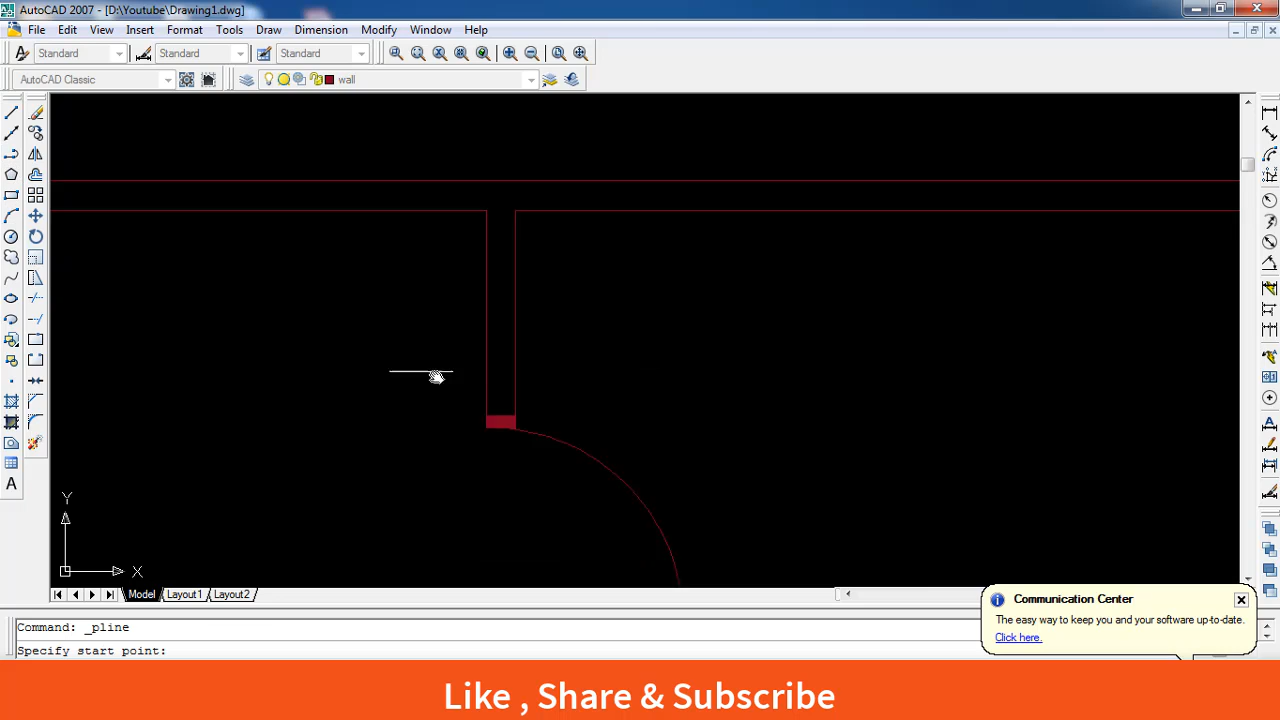 AutoCAD 2007 - [D:\Youtube\Drawing1.dwg]
File Edit View Insert Format Tools Draw Dimension Modify Window Help
Standard Standard Standard
AutoCAD Classic wall
Y
X
Model Layout1 Layout2
Communication Center
The easy way to keep you and your software up-to-date.
Click here.
Command: _pline
Specify start point:
Like , Share & Subscribe